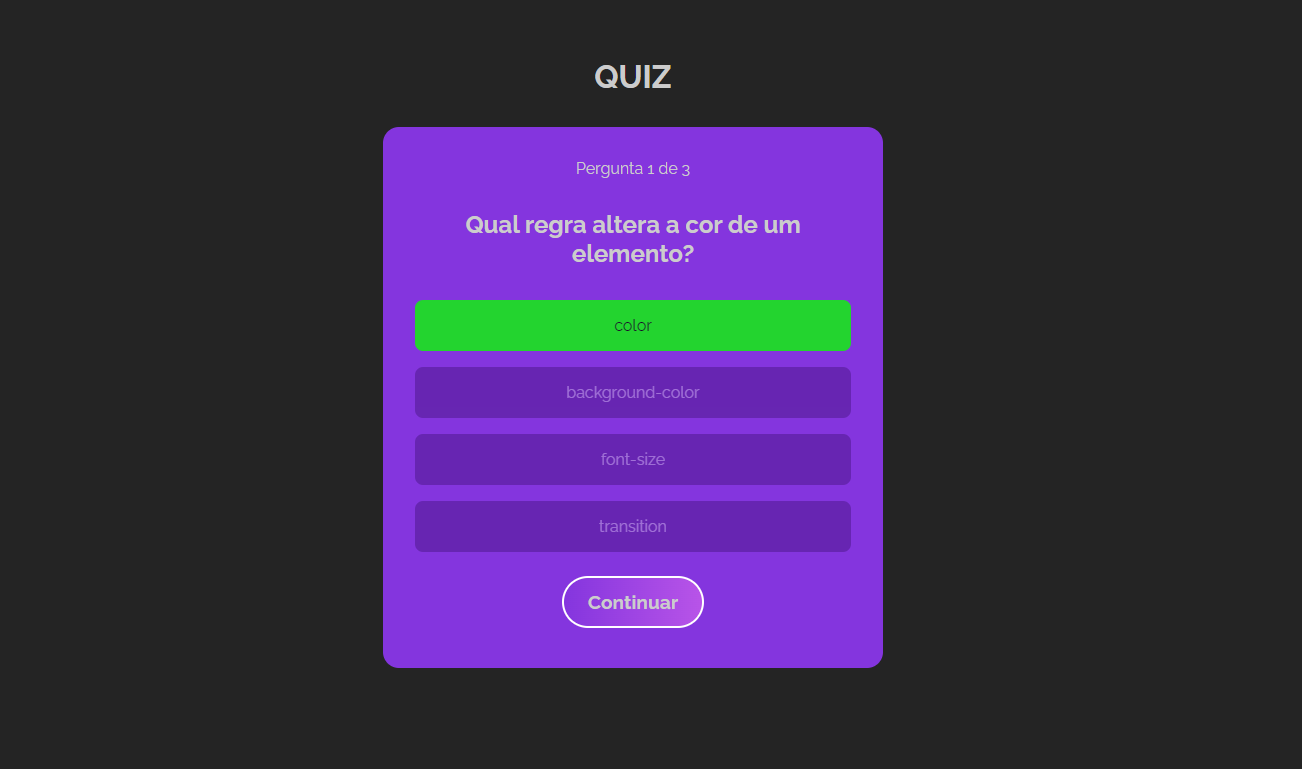 QUIZ
Pergunta 1 de 3
Qual regra altera a cor de um
elemento?
color
background-color
font-size
transition
Continuar